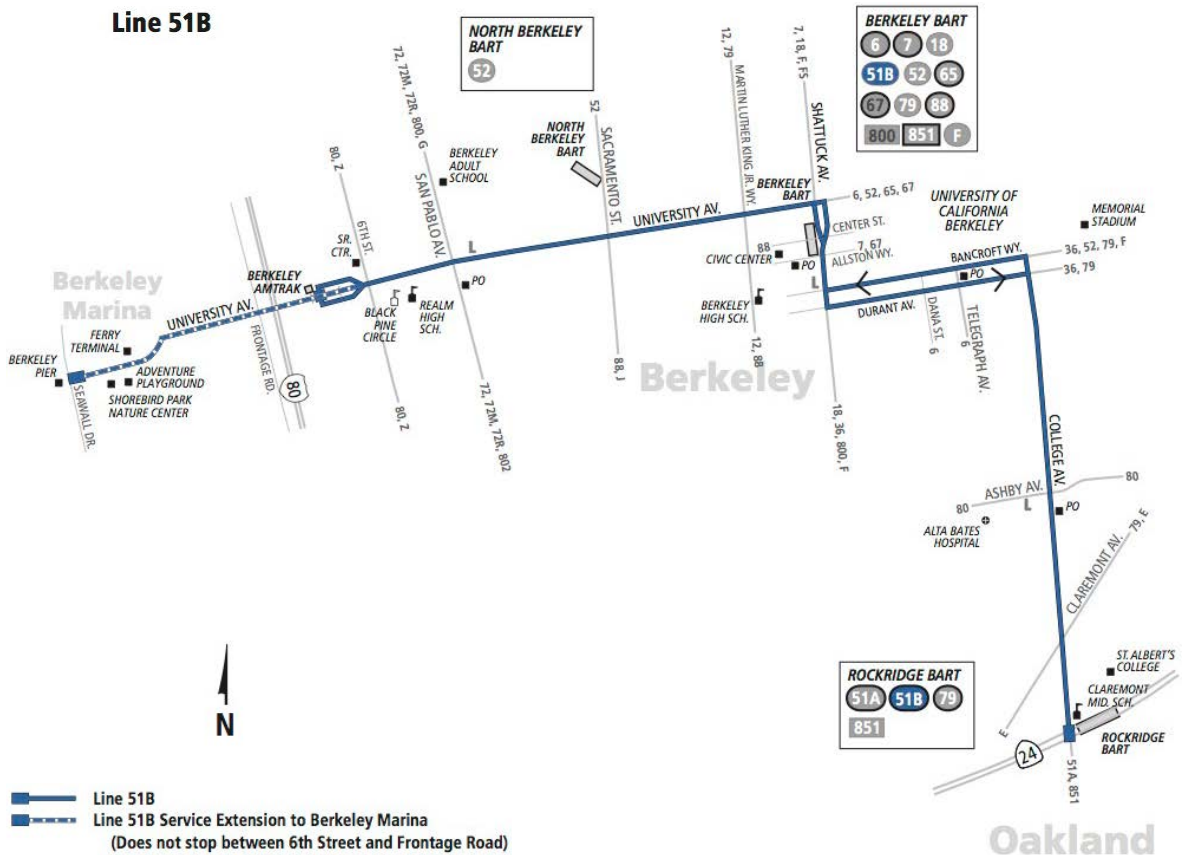 Line 51B
NORTH BERKELEY
BART
52
BERKELEY BART
6 7 18
51B 52 65
67 79 88
800 851 F
72, 72M, 72R, 800, G
12, 79
7, 18, F, FS
52
80, Z
BERKELEY
ADULT
SCHOOL
NORTH
BERKELEY
BART
SACRAMENTO ST.
MARTIN LUTHER KING JR. WY.
SHATTUCK AV.
BERKELEY
BART
6, 52, 65, 67
UNIVERSITY OF
CALIFORNIA
BERKELEY
MEMORIAL
STADIUM
SAN PABLO AV.
6TH ST.
UNIVERSITY AV.
CENTER ST.
7, 67
ALLSTON WY.
88
CIVIC CENTER
PO
L
SR.
CTR.
L
BERKELEY
AMTRAK
BANCROFT WY.
36, 52, 79, F
36, 79
PO
DURANT AV.
Berkeley
Marina
UNIVERSITY AV.
FRONTAGE RD.
80
BLACK
PINE
CIRCLE
REALM
HIGH
SCH.
PO
BERKELEY
HIGH SCH.
DANA ST.
6
TELEGRAPH AV.
6
FERRY
TERMINAL
BERKELEY
PIER
ADVENTURE
PLAYGROUND
SHOREBIRD PARK
NATURE CENTER
SEAWALL DR.
80, Z
72, 72M, 72R, 802
88, J
12, 88
18, 36, 800, F
Berkeley
COLLEGE AV.
ASHBY AV.
80
80
L
PO
ALTA BATES
HOSPITAL
CLAREMONT AV.
79, E
E
ROCKRIDGE BART
51A 51B 79
851
ST. ALBERT'S
COLLEGE
CLAREMONT
MID. SCH.
ROCKRIDGE
BART
24
51A, 851
Oakland
N
Line 51B
Line 51B Service Extension to Berkeley Marina
(Does not stop between 6th Street and Frontage Road)